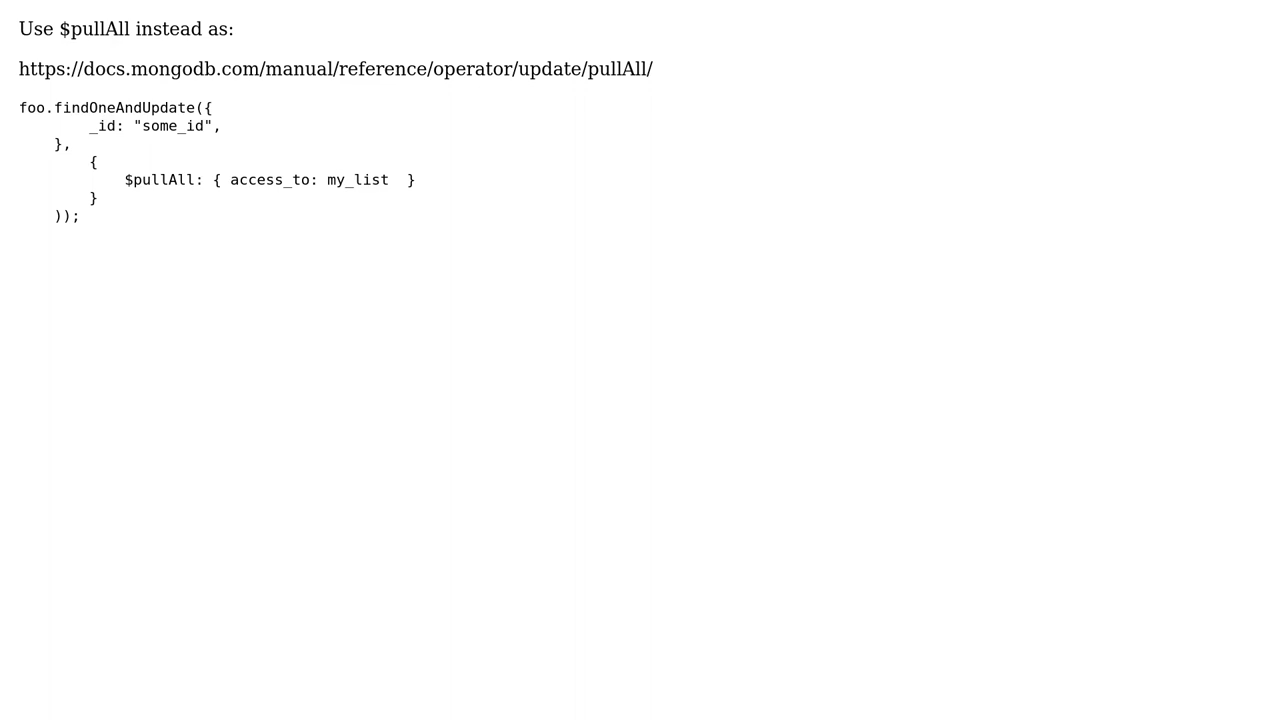 Use $pullAll instead as:
https://docs.mongodb.com/manual/reference/operator/update/pullAll/
foo.findOneAndUpdate({
        _id: "some_id",
    },
        {
            $pullAll: { access_to: my_list  }
        }
    ));